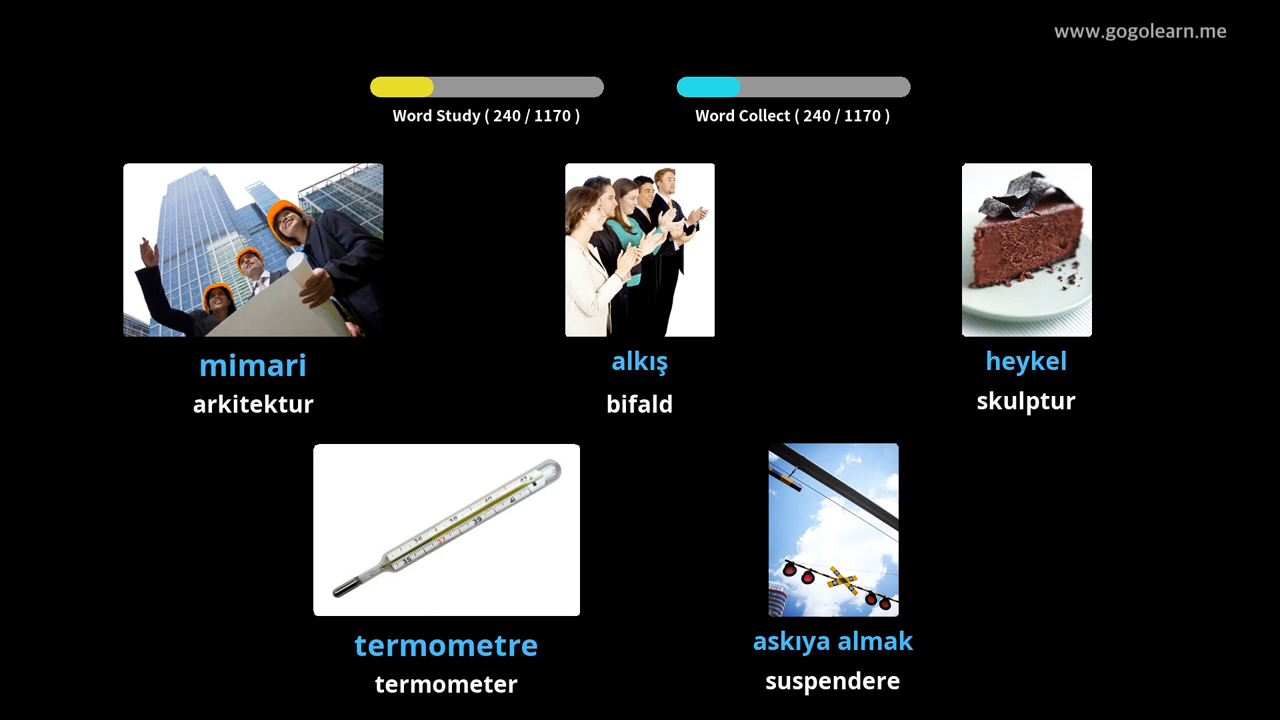 www.gogolearn.me
Word Study ( 240 / 1170 )
Word Collect ( 240 / 1170 )
mimari
arkitektur
alkış
bifald
heykel
skulptur
termometre
termometer
askıya almak
suspendere